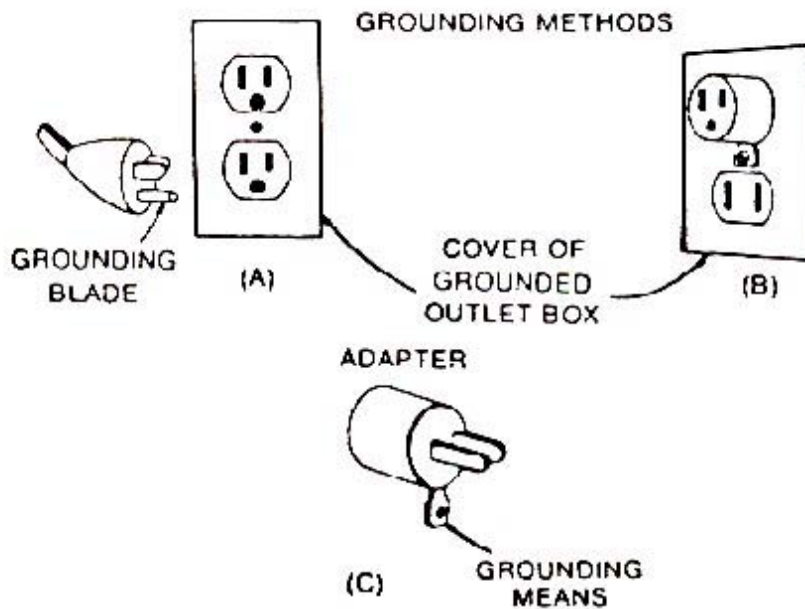 GROUNDING METHODS
GROUNDING
BLADE
(A)
COVER OF
GROUNDED
OUTLET BOX
(B)
ADAPTER
(C)
GROUNDING
MEANS